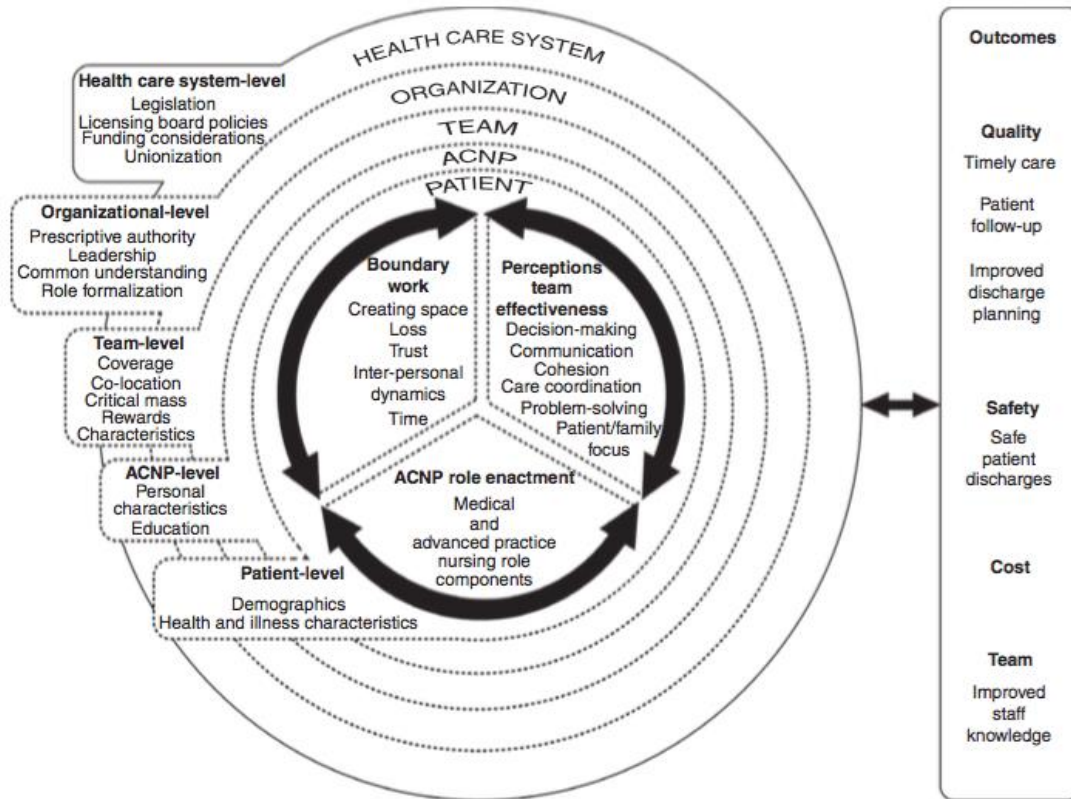 HEALTH CARE SYSTEM
ORGANIZATION
TEAM
ACNP
PATIENT
Health care system-level
Legislation
Licensing board policies
Funding considerations
Unionization
Organizational-level
Prescriptive authority
Leadership
Common understanding
Role formalization
Team-level
Coverage
Co-location
Critical mass
Rewards
Characteristics
ACNP-level
Personal
characteristics
Education
Patient-level
Demographics
Health and illness characteristics
Boundary
work
Creating space
Loss
Trust
Inter-personal
dynamics
Time
Perceptions
team
effectiveness
Decision-making
Communication
Cohesion
Care coordination
Problem-solving
Patient/family
focus
ACNP role enactment
Medical
and
advanced practice
nursing role
components
Outcomes
Quality
Timely care
Patient
follow-up
Improved
discharge
planning
Safety
Safe
patient
discharges
Cost
Team
Improved
staff
knowledge